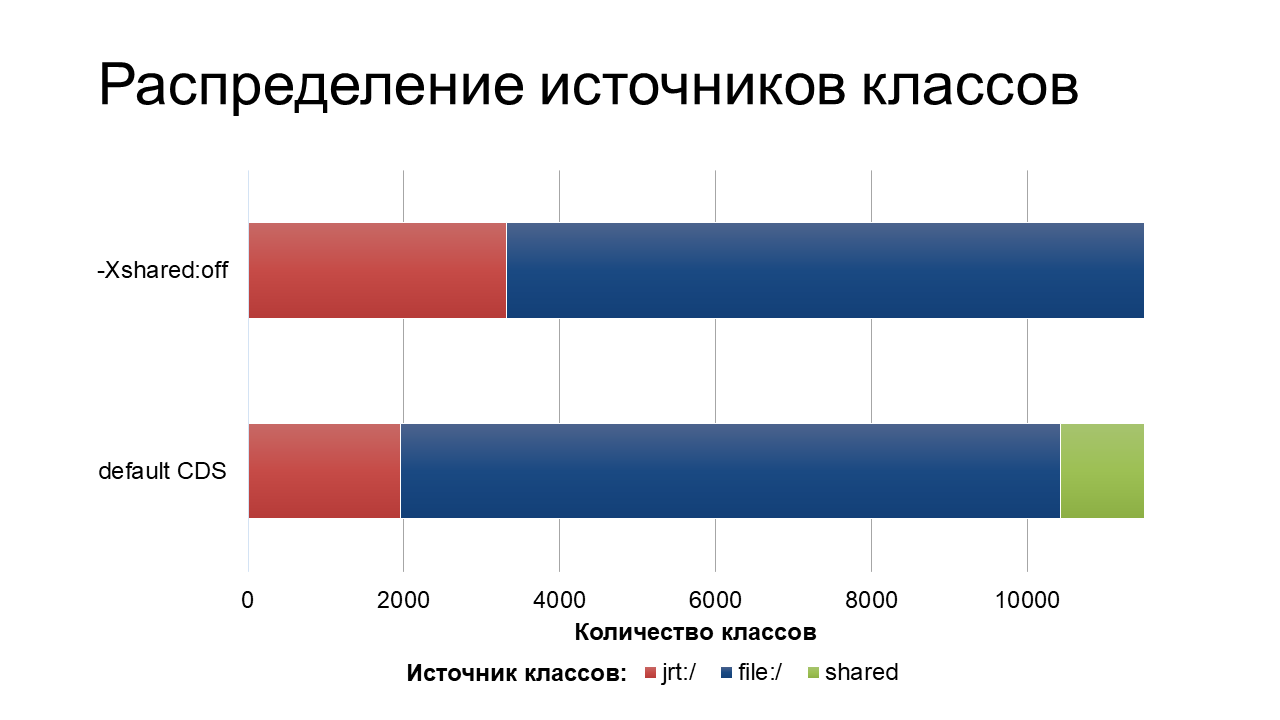 Распределение источников классов
-Xshared:off
default CDS
0 2000 4000 6000 8000 10000
Количество классов
Источник классов: jrt:/ file:/ shared